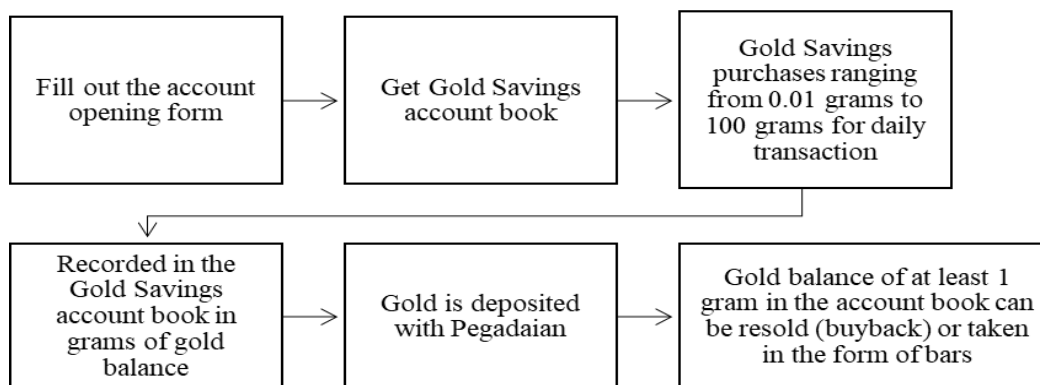 Fill out the account
opening form
Get Gold Savings
account book
Gold Savings
purchases ranging
from 0.01 grams to
100 grams for daily
transaction
Recorded in the
Gold Savings
account book in
grams of gold
balance
Gold is deposited
with Pegadaian
Gold balance of at least 1
gram in the account book can
be resold (buyback) or taken
in the form of bars